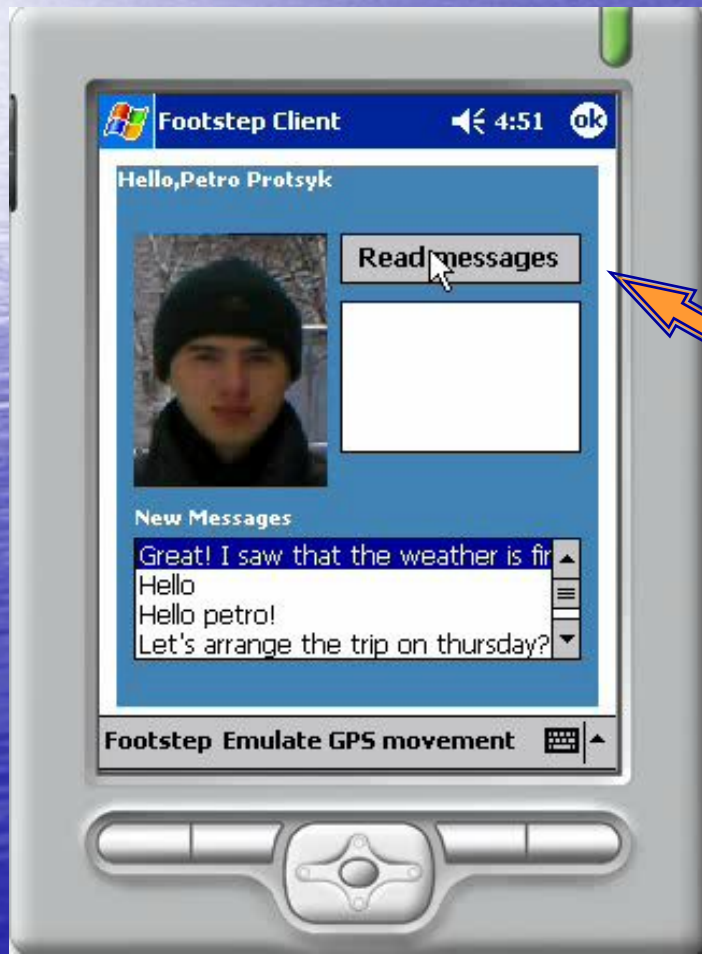 Footstep Client 4:51 ok
Hello,Petro Protsyk
Read messages
New Messages
Great! I saw that the weather is fir
Hello
Hello petro!
Let's arrange the trip on thursday?
Footstep Emulate GPS movement